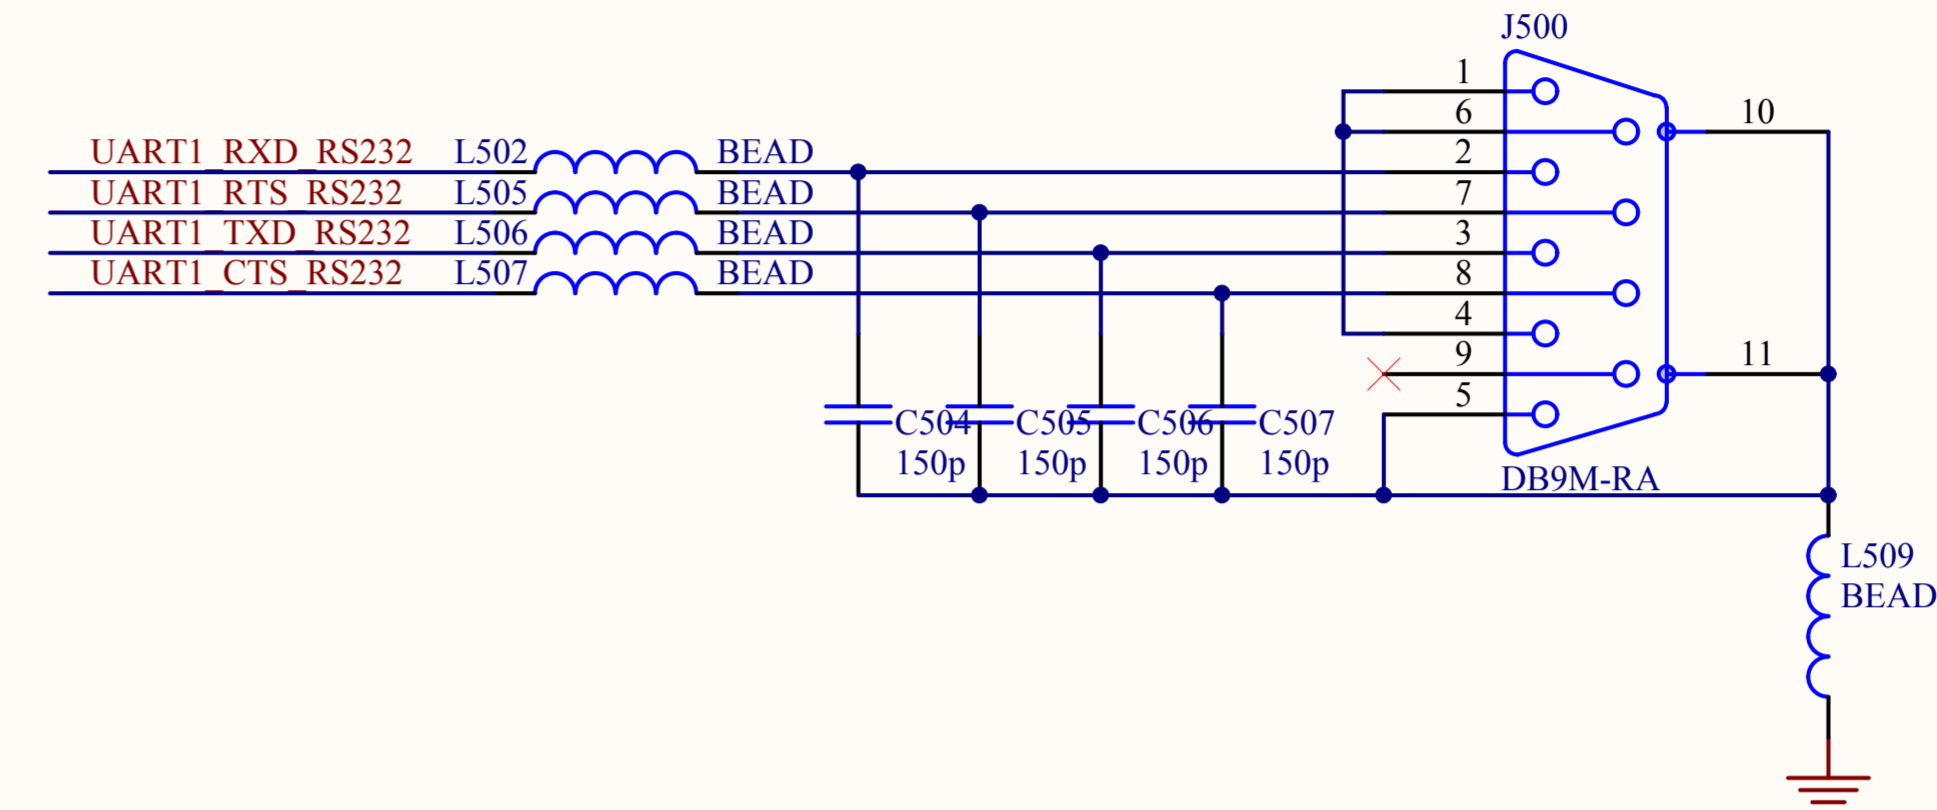 J500
1
6
10
UART1_RXD_RS232 L502 BEAD
2
UART1_RTS_RS232 L505 BEAD
7
UART1_TXD_RS232 L506 BEAD
3
UART1_CTS_RS232 L507 BEAD
8
4
9
11
5
C504 C505 C506 C507
150p 150p 150p 150p
DB9M-RA
L509
BEAD